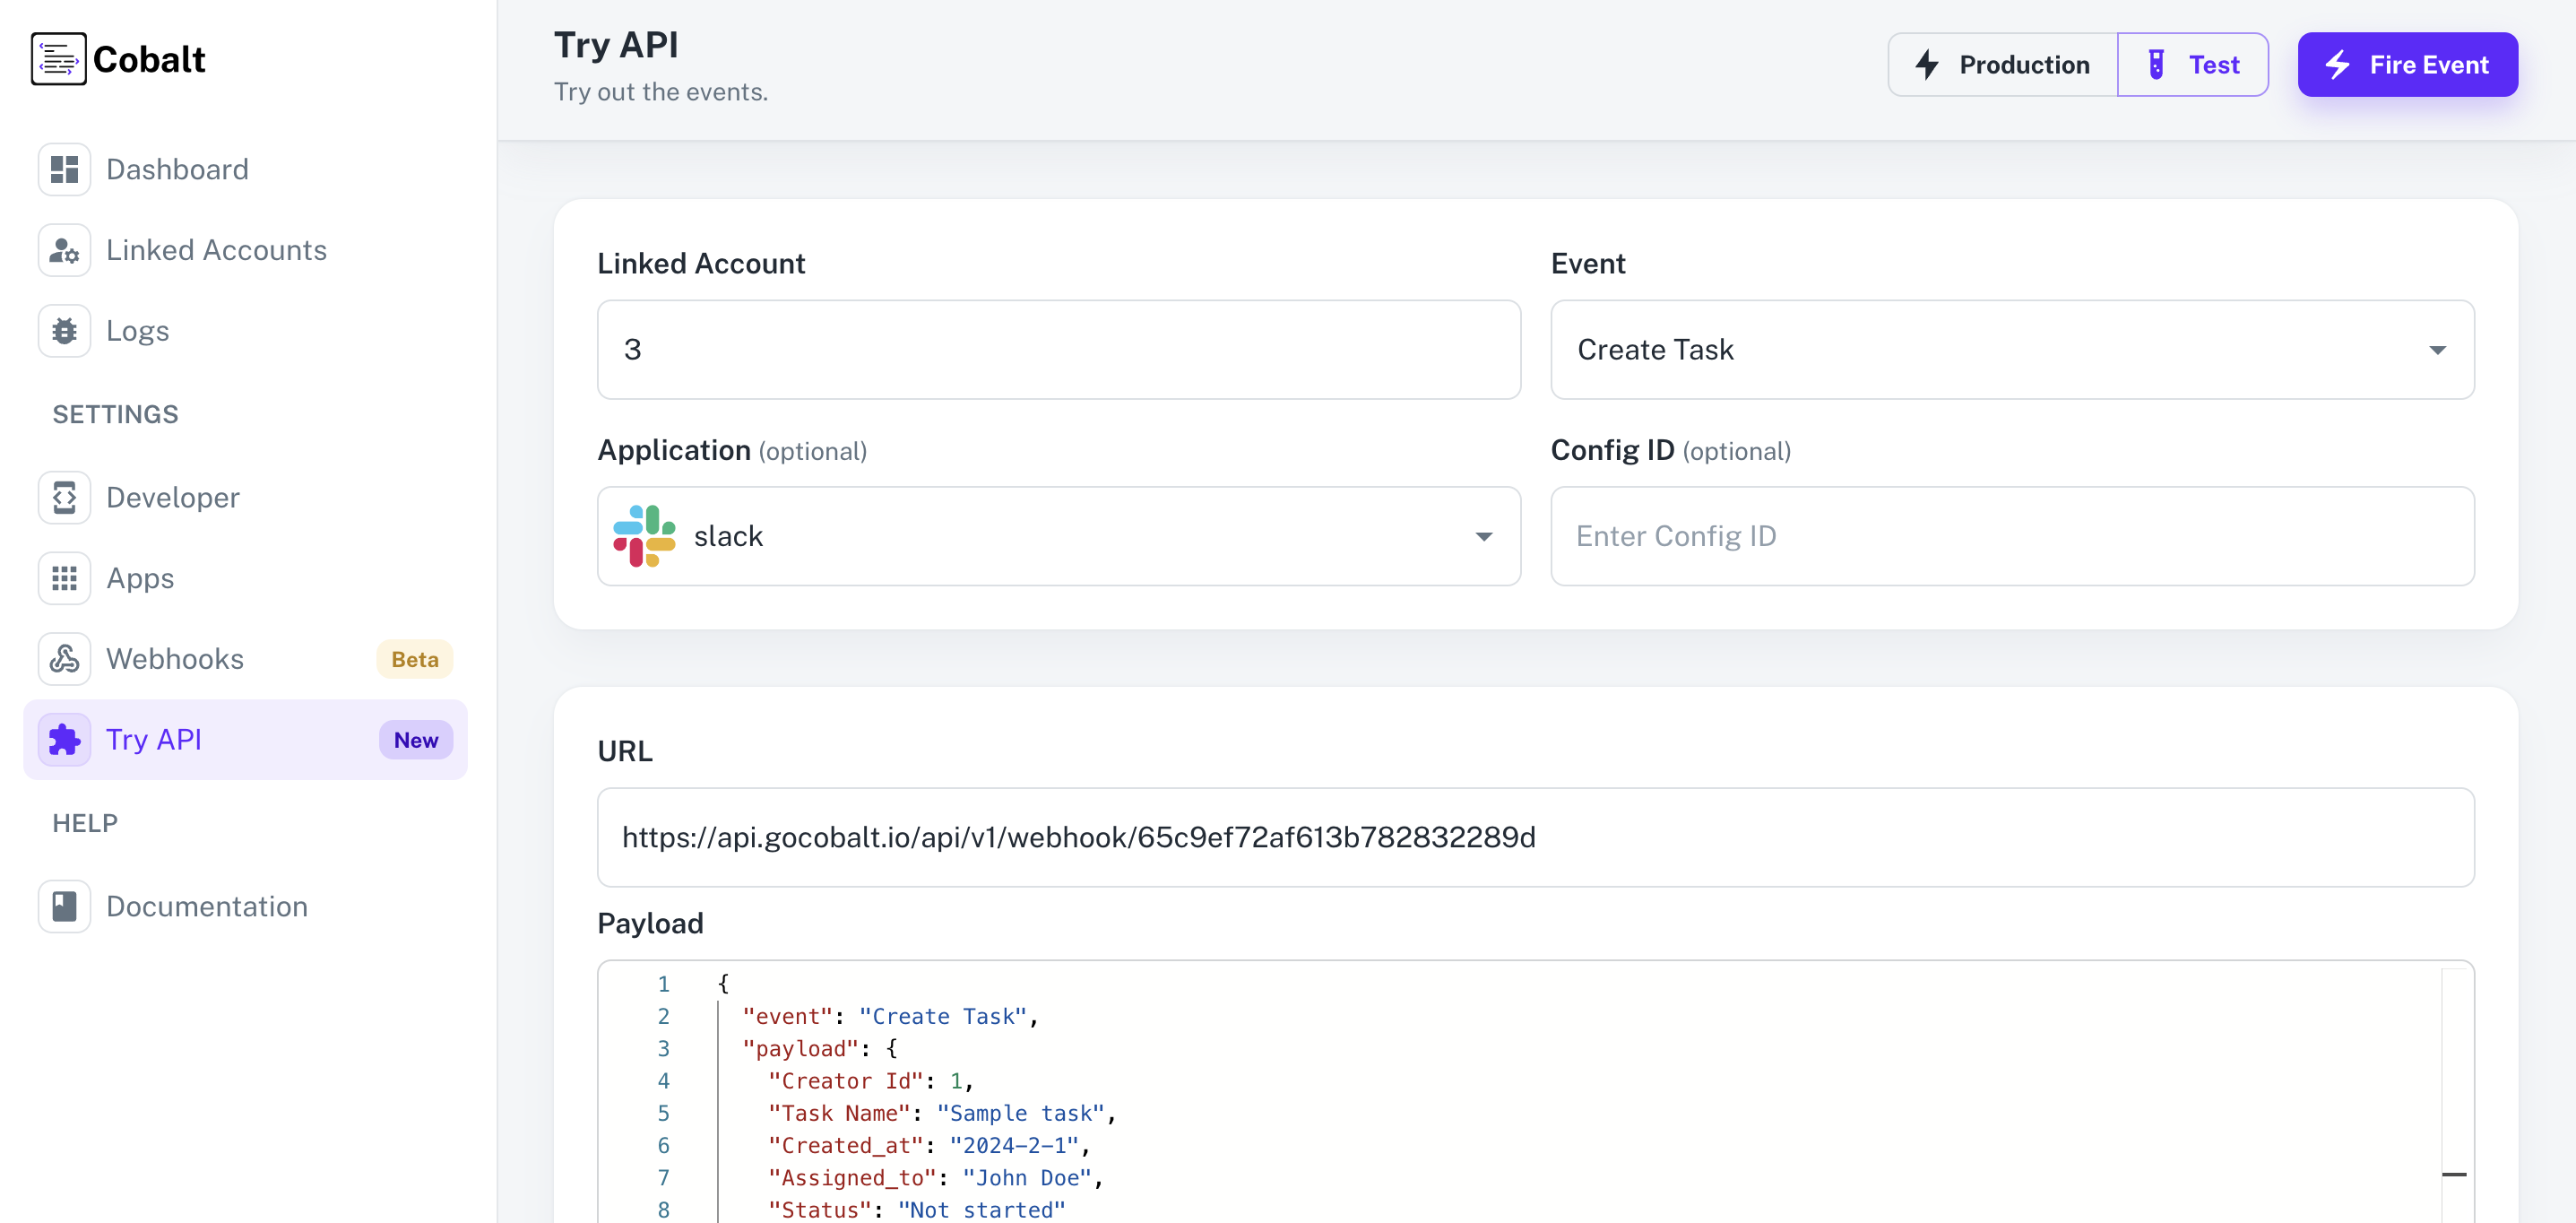 Cobalt
Dashboard
Linked Accounts
Logs
SETTINGS
Developer
Apps
Webhooks Beta
Try API New
HELP
Documentation
Try API
Try out the events.
Production Test Fire Event
Linked Account
3
Event
Create Task
Application (optional)
slack
Config ID (optional)
Enter Config ID
URL
https://api.gocobalt.io/api/v1/webhook/65c9ef72af613b782832289d
Payload
1 {
2 "event": "Create Task",
3 "payload": {
4 "Creator Id": 1,
5 "Task Name": "Sample task",
6 "Created_at": "2024-2-1",
7 "Assigned_to": "John Doe",
8 "Status": "Not started"